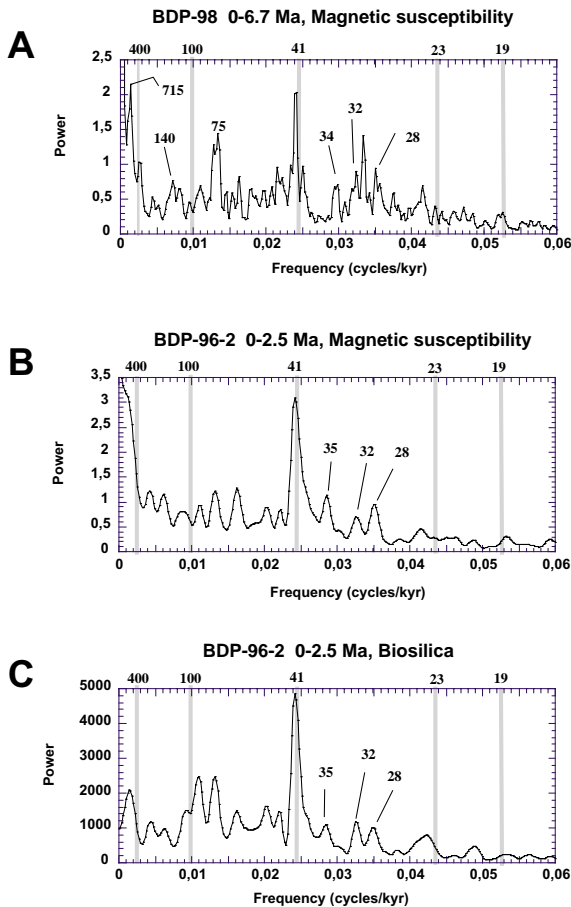 BDP-98 0-6.7 Ma, Magnetic susceptibility
A
400 100 41 23 19
2,5
2
1,5
1
0,5
0
Power
715
140
75
34
32
28
0 0,01 0,02 0,03 0,04 0,05 0,06
Frequency (cycles/kyr)
BDP-96-2 0-2.5 Ma, Magnetic susceptibility
B
400 100 41 23 19
3,5
3
2,5
2
1,5
1
0,5
0
Power
35
32
28
0 0,01 0,02 0,03 0,04 0,05 0,06
Frequency (cycles/kyr)
BDP-96-2 0-2.5 Ma, Biosilica
C
400 100 41 23 19
5000
4000
3000
2000
1000
0
Power
35
32
28
0 0,01 0,02 0,03 0,04 0,05 0,06
Frequency (cycles/kyr)